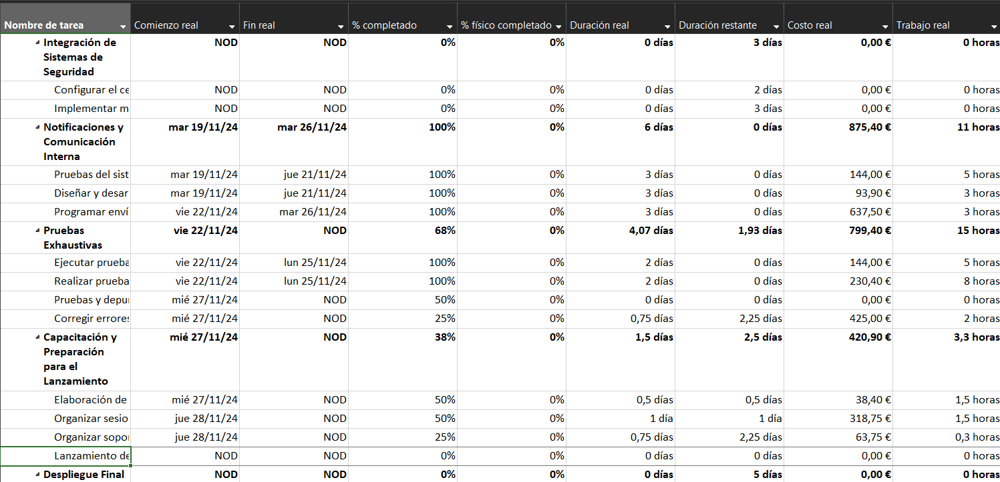 Nombre de tarea Comienzo real Fin real % completado % físico completado Duración real Duración restante Costo real Trabajo real
Integración de Sistemas de Seguridad NOD NOD 0% 0% 0 días 3 días 0,00 € 0 horas
Configurar el ce NOD NOD 0% 0% 0 días 2 días 0,00 € 0 horas
Implementar m NOD NOD 0% 0% 0 días 3 días 0,00 € 0 horas
Notificaciones y Comunicación Interna mar 19/11/24 mar 26/11/24 100% 0% 6 días 0 días 875,40 € 11 horas
Pruebas del sist mar 19/11/24 jue 21/11/24 100% 0% 3 días 0 días 144,00 € 5 horas
Diseñar y desar mar 19/11/24 jue 21/11/24 100% 0% 3 días 0 días 93,90 € 3 horas
Programar enví vie 22/11/24 mar 26/11/24 100% 0% 3 días 0 días 637,50 € 3 horas
Pruebas Exhaustivas vie 22/11/24 NOD 68% 0% 4,07 días 1,93 días 799,40 € 15 horas
Ejecutar prueba vie 22/11/24 lun 25/11/24 100% 0% 2 días 0 días 144,00 € 5 horas
Realizar prueba vie 22/11/24 lun 25/11/24 100% 0% 2 días 0 días 230,40 € 8 horas
Pruebas y depu mié 27/11/24 NOD 50% 0% 0 días 0 días 0,00 € 0 horas
Corregir errores mié 27/11/24 NOD 25% 0% 0,75 días 2,25 días 425,00 € 2 horas
Capacitación y Preparación para el Lanzamiento mié 27/11/24 NOD 38% 0% 1,5 días 2,5 días 420,90 € 3,3 horas
Elaboración de mié 27/11/24 NOD 50% 0% 0,5 días 0,5 días 38,40 € 1,5 horas
Organizar sesio jue 28/11/24 NOD 50% 0% 1 día 1 día 318,75 € 1,5 horas
Organizar sopo jue 28/11/24 NOD 25% 0% 0,75 días 2,25 días 63,75 € 0,3 horas
Lanzamiento de NOD NOD 0% 0% 0 días 0 días 0,00 € 0 horas
Despliegue Final NOD NOD 0% 0% 0 días 5 días 0,00 € 0 horas